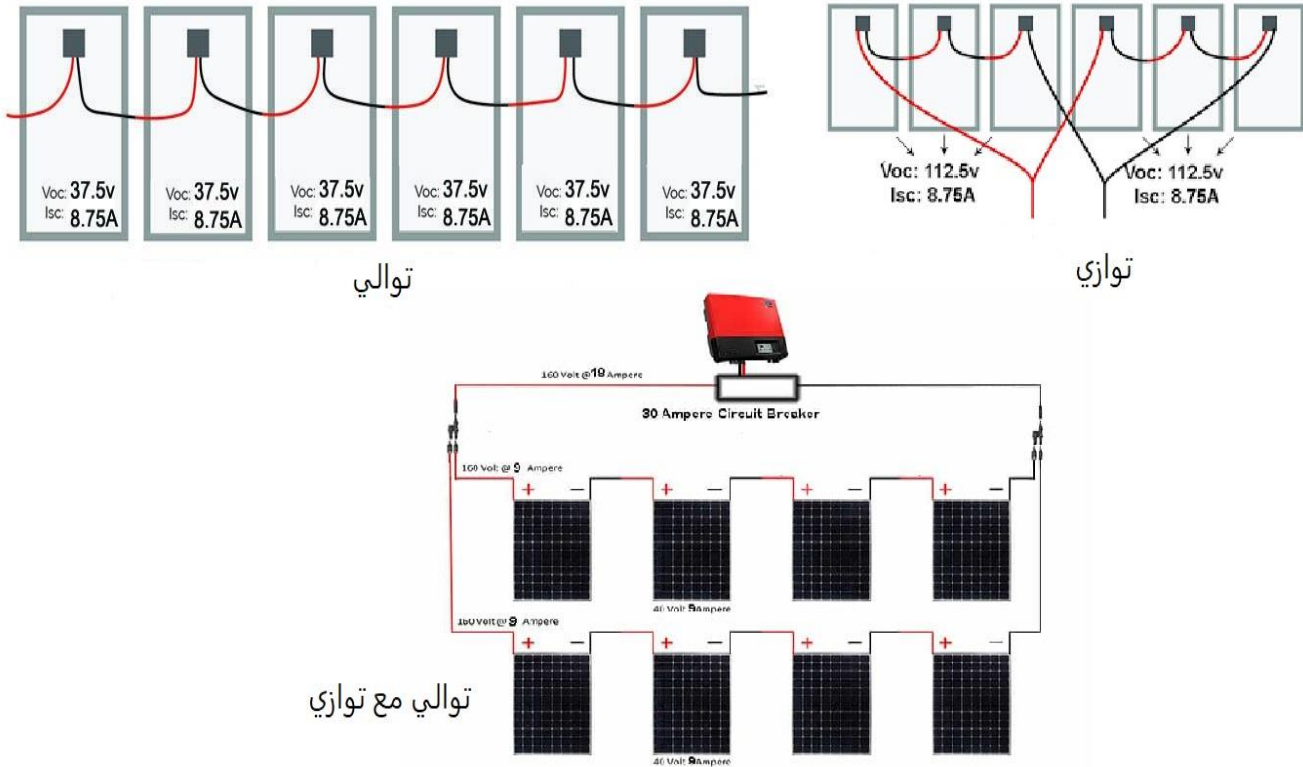 Voc: 37.5v
Isc: 8.75A
Voc: 37.5v
Isc: 8.75A
Voc: 37.5v
Isc: 8.75A
Voc: 37.5v
Isc: 8.75A
Voc: 37.5v
Isc: 8.75A
Voc: 37.5v
Isc: 8.75A
توالي
Voc: 112.5v
Isc: 8.75A
Voc: 112.5v
Isc: 8.75A
توازي
160 Volt @18 Ampere
30 Ampere Circuit Breaker
160 Volt @ 9 Ampere
+ − + − + − + −
40 Volt 9Ampere
160 Volt @ 9 Ampere
+ − + − + − + −
40 Volt 9Ampere
توالي مع توازي